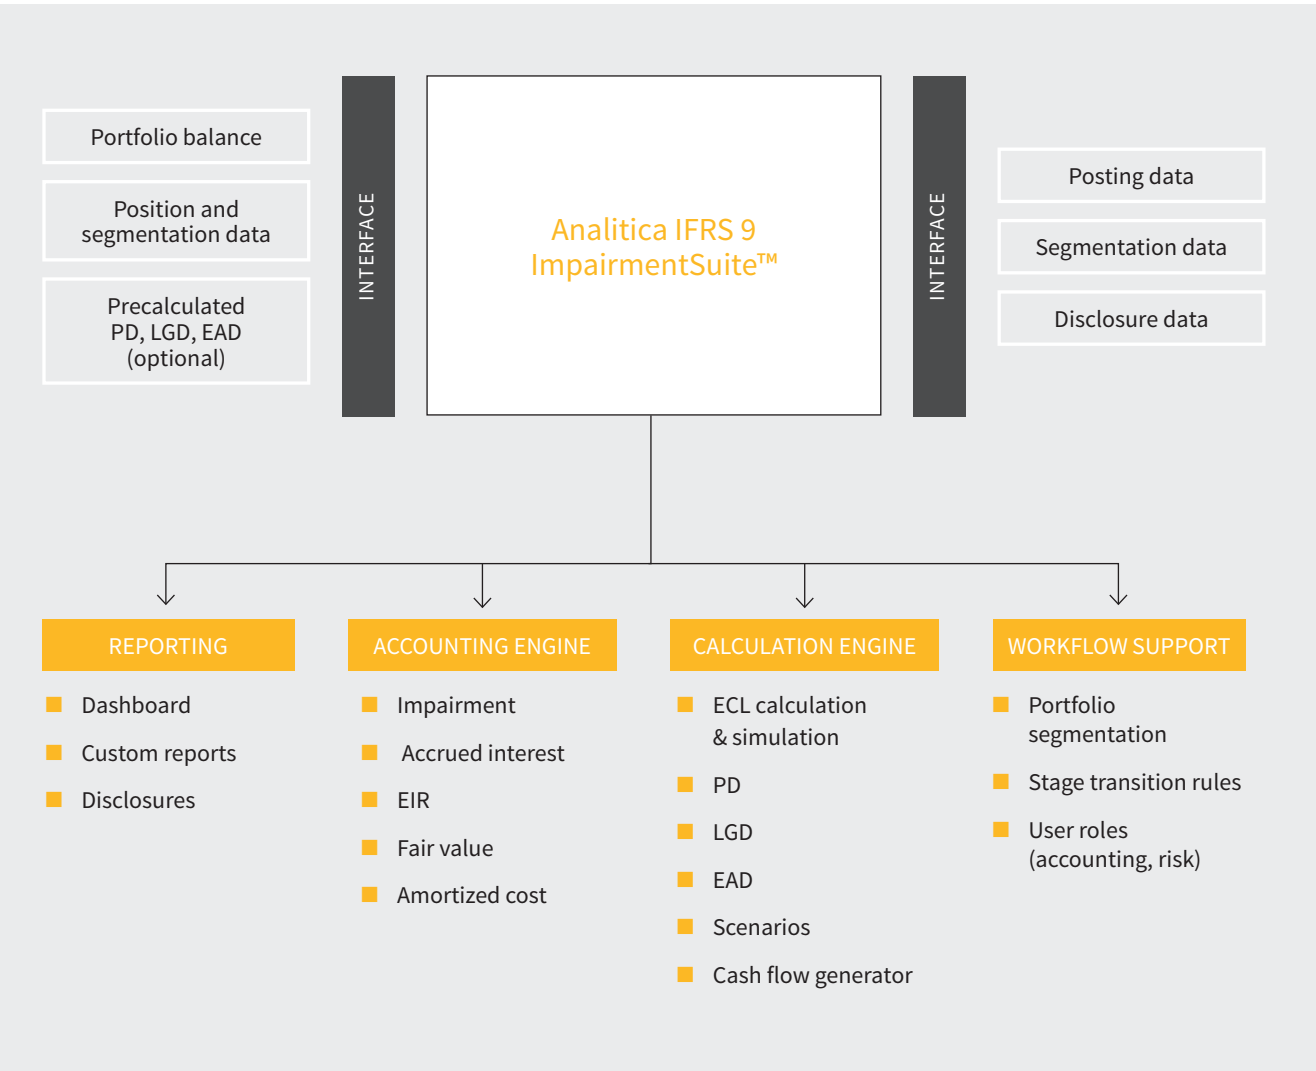 Portfolio balance
Position and
segmentation data
Precalculated
PD, LGD, EAD
(optional)
INTERFACE
Analitica IFRS 9
ImpairmentSuite™
INTERFACE
Posting data
Segmentation data
Disclosure data
REPORTING
Dashboard
Custom reports
Disclosures
ACCOUNTING ENGINE
Impairment
Accrued interest
EIR
Fair value
Amortized cost
CALCULATION ENGINE
ECL calculation
& simulation
PD
LGD
EAD
Scenarios
Cash flow generator
WORKFLOW SUPPORT
Portfolio
segmentation
Stage transition rules
User roles
(accounting, risk)